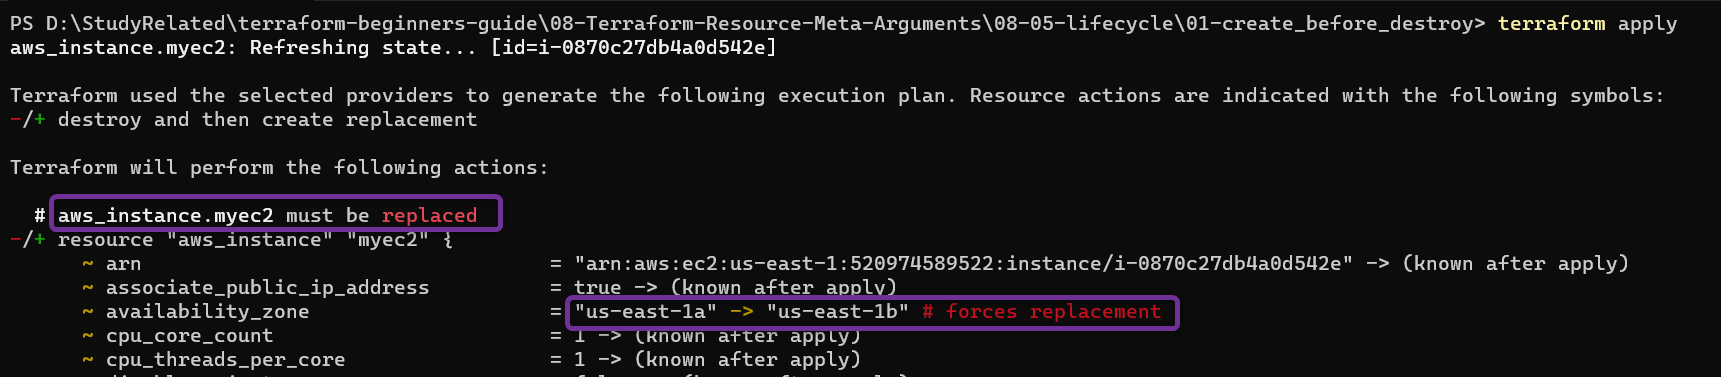 PS D:\StudyRelated\terraform-beginners-guide\08-Terraform-Resource-Meta-Arguments\08-05-lifecycle\01-create_before_destroy> terraform apply
aws_instance.myec2: Refreshing state... [id=i-0870c27db4a0d542e]
Terraform used the selected providers to generate the following execution plan. Resource actions are indicated with the following symbols:
-/+ destroy and then create replacement
Terraform will perform the following actions:
# aws_instance.myec2 must be replaced
-/+ resource "aws_instance" "myec2" {
~ arn = "arn:aws:ec2:us-east-1:520974589522:instance/i-0870c27db4a0d542e" -> (known after apply)
~ associate_public_ip_address = true -> (known after apply)
~ availability_zone = "us-east-1a" -> "us-east-1b" # forces replacement
~ cpu_core_count = 1 -> (known after apply)
~ cpu_threads_per_core = 1 -> (known after apply)